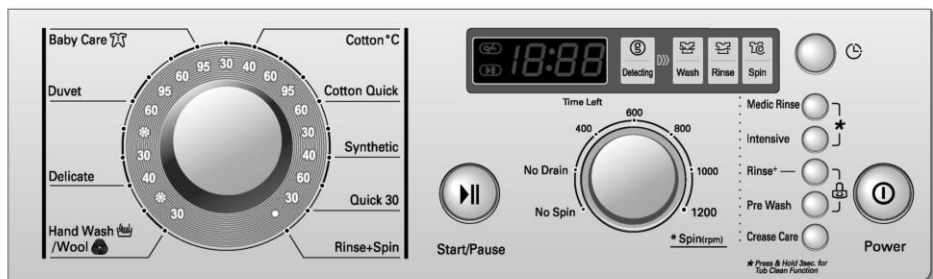 Baby Care
Duvet
Delicate
Hand Wash
/Wool
95 30 40 60 95 30 40 60 30 40 60 30
30 40 30 60 95 60
Cotton°C
Cotton Quick
Synthetic
Quick 30
Rinse+Spin
18:88
Detecting
Wash
Rinse
Spin
Time Left
No Spin
No Drain
400
600
800
1000
1200
* Spin(rpm)
Start/Pause
Medic Rinse
Intensive
*
Rinse+
Pre Wash
Crease Care
* Press & Hold 3sec. for
Tub Clean Function
Power